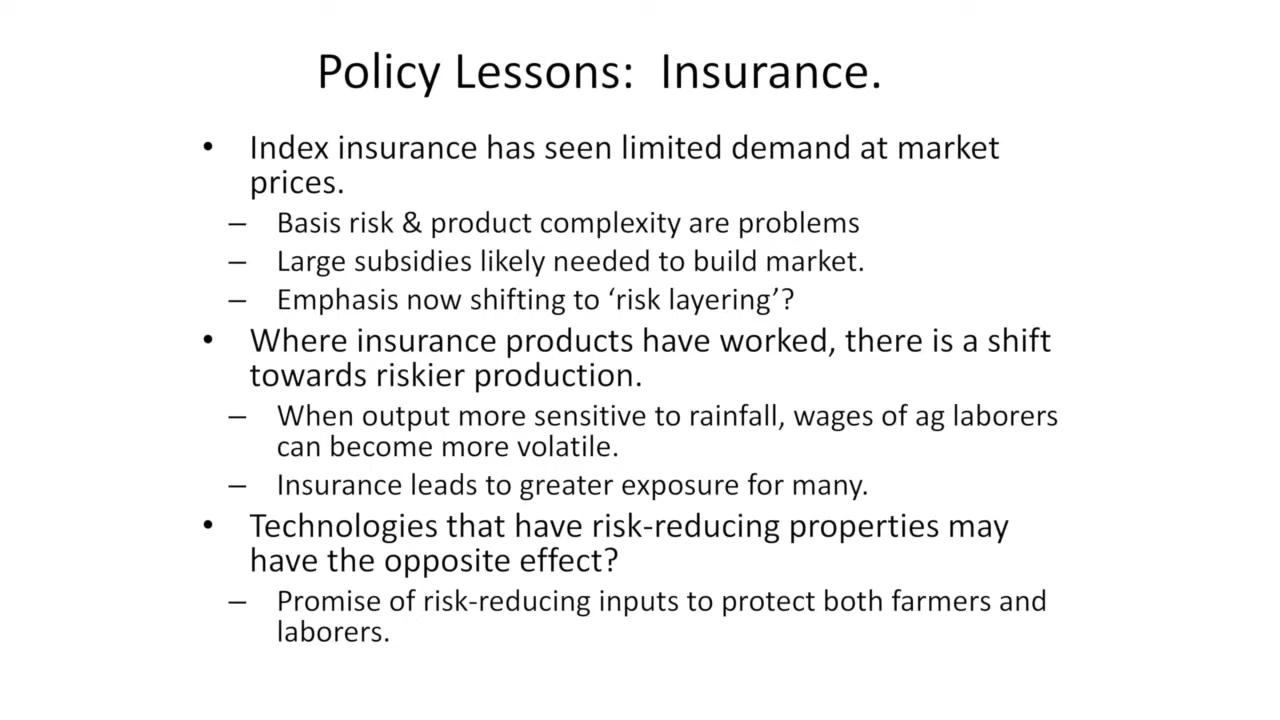 Policy Lessons:  Insurance.
• Index insurance has seen limited demand at market
prices.
– Basis risk & product complexity are problems
– Large subsidies likely needed to build market.
– Emphasis now shifting to ‘risk layering’?
• Where insurance products have worked, there is a shift
towards riskier production.
– When output more sensitive to rainfall, wages of ag laborers
can become more volatile.
– Insurance leads to greater exposure for many.
• Technologies that have risk-reducing properties may
have the opposite effect?
– Promise of risk-reducing inputs to protect both farmers and
laborers.